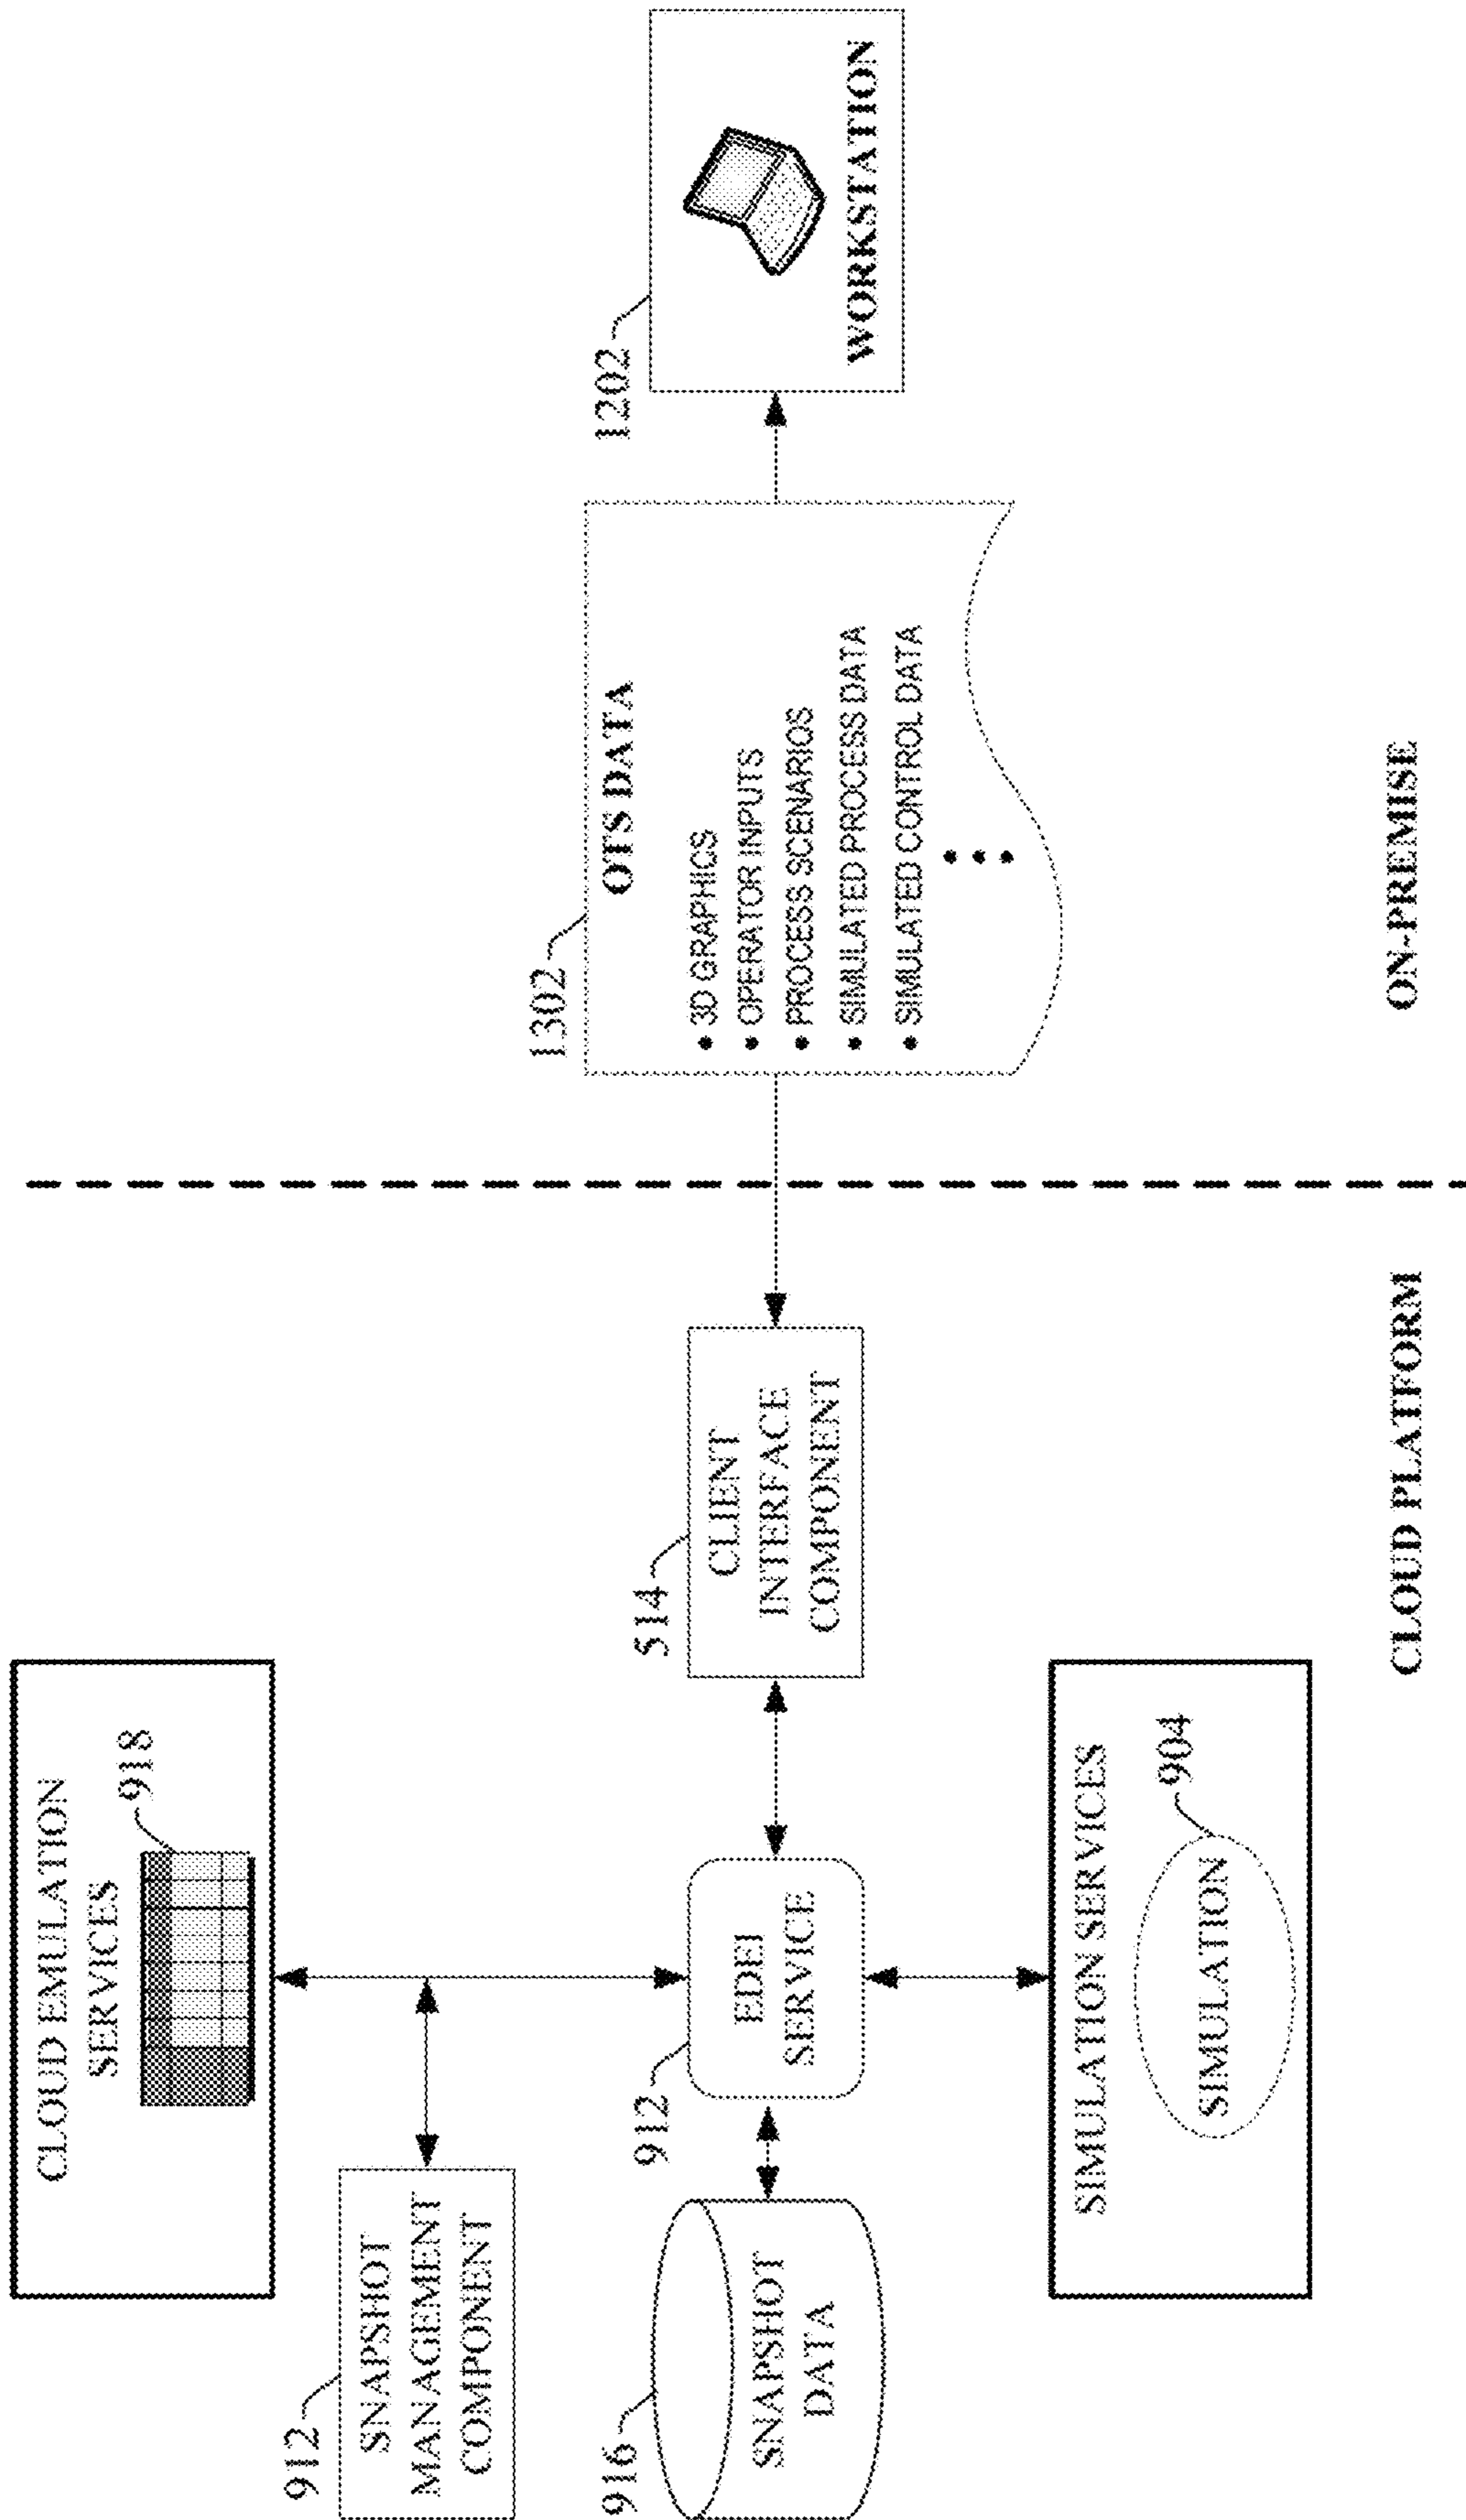 CLOUD EMULATION
SERVICES
918
912
SNAPSHOT
MANAGEMENT
COMPONENT
916
SNAPSHOT
DATA
912
EDEI
SERVICE
SIMULATION SERVICES
904
SIMULATION
514
CLIENT
INTERFACE
COMPONENT
CLOUD PLATFORM
1302
OTS DATA
• 3D GRAPHICS
• OPERATOR INPUTS
• PROCESS SCENARIOS
• SIMULATED PROCESS DATA
• SIMULATED CONTROL DATA
1202
WORKSTATION
ON-PREMISE